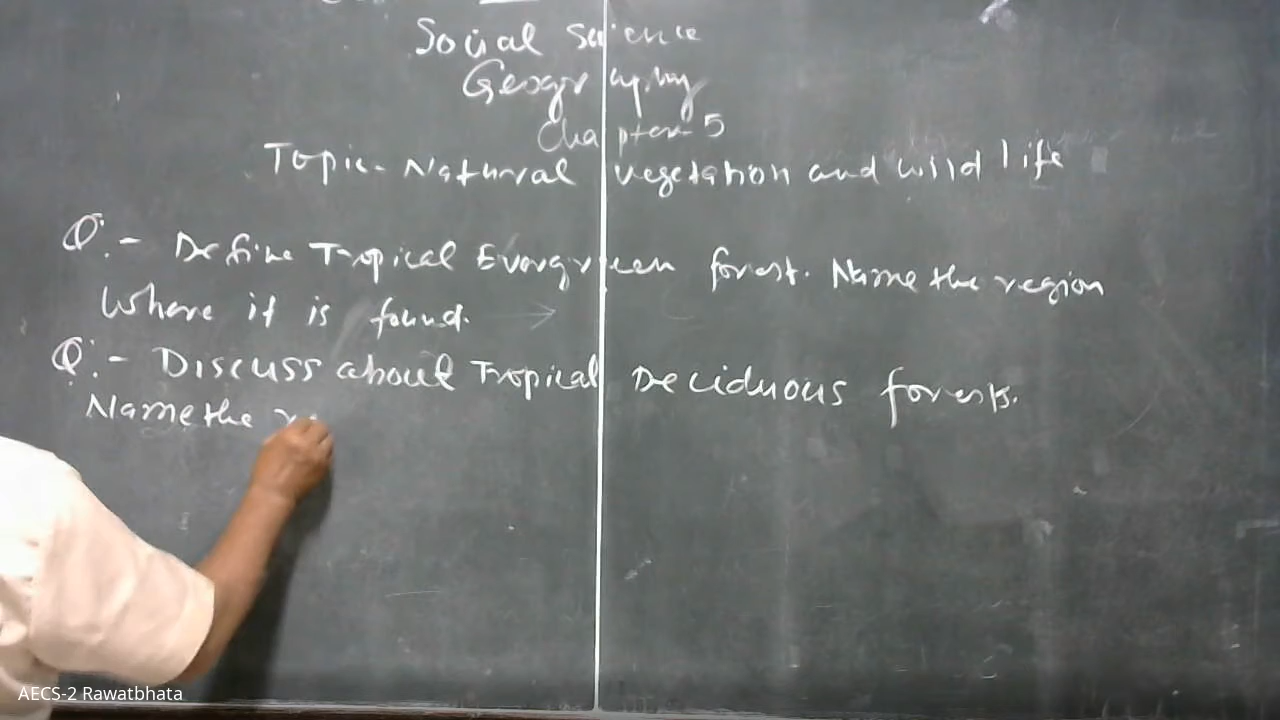 Social Science
Geography
Chapter 5
Topic- Natural vegetation and wild life
Q:- Define Tropical Evergreen forest. Name the region
Where it is found.
Q:- Discuss about Tropical Deciduous forests.
Name the
AECS-2 Rawatbhata